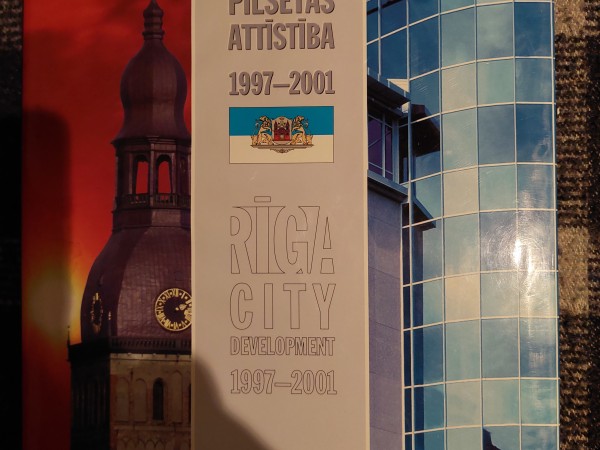 PILSĒTAS
ATTĪSTĪBA
1997–2001
RĪGA
CITY
DEVELOPMENT
1997–2001